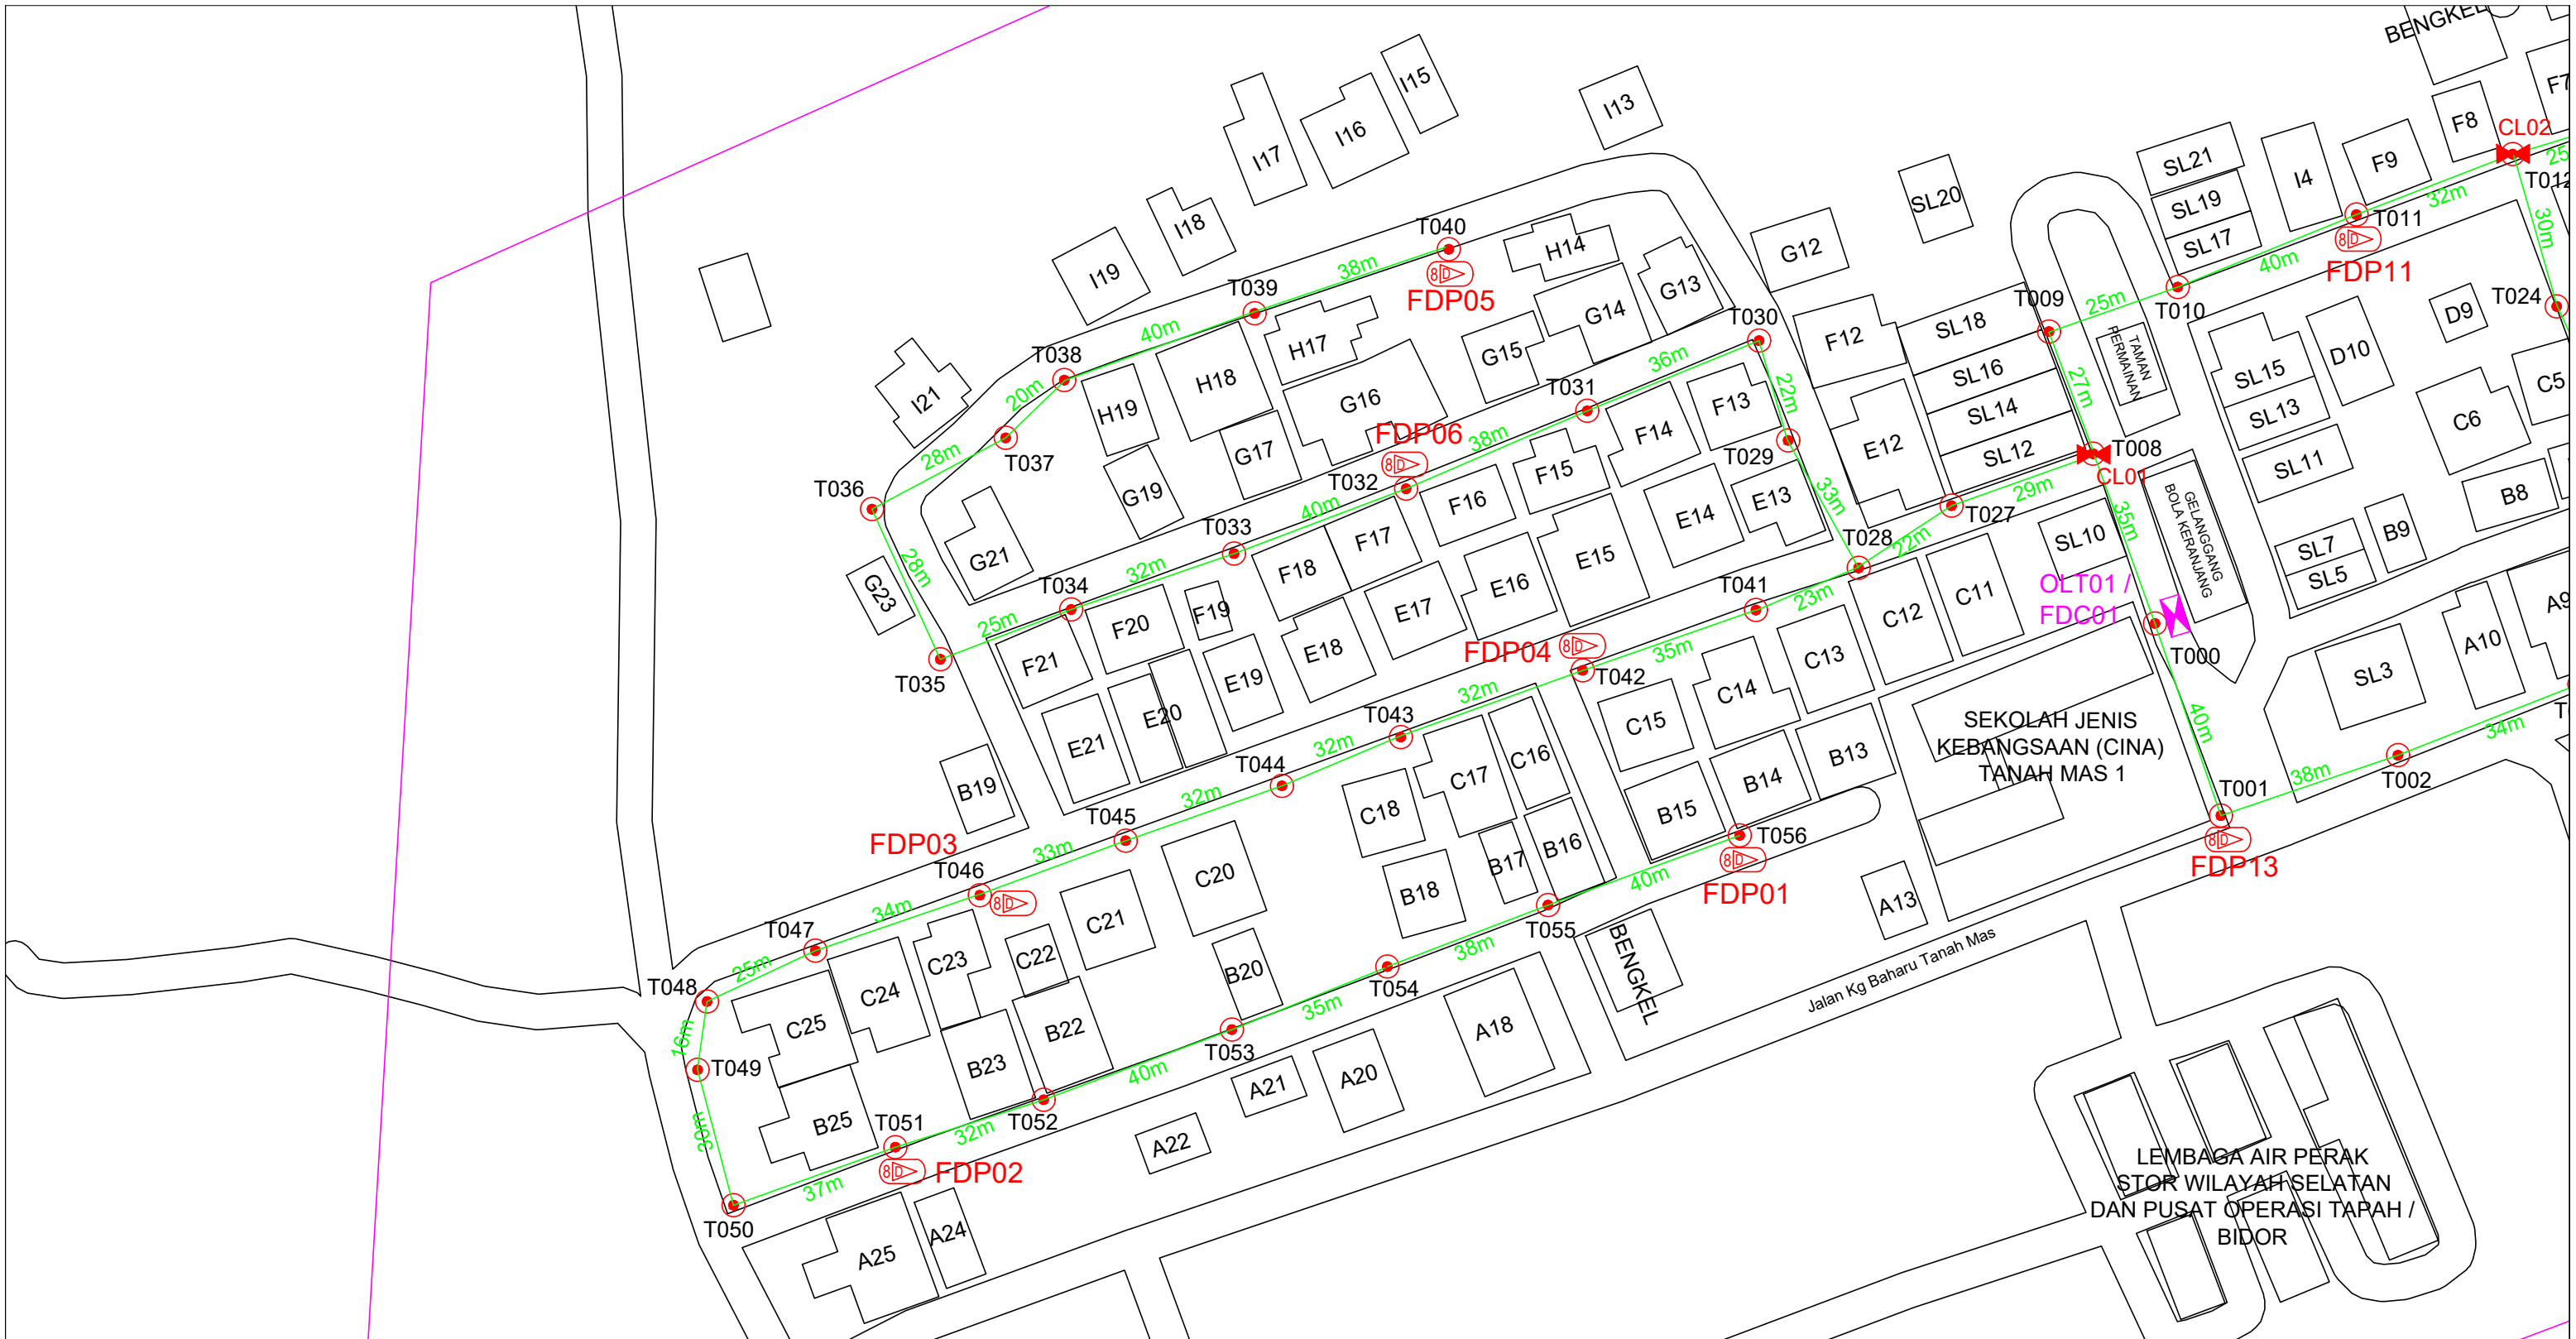 BENGKEL
I15
I16
I17
I13
F7
F8
CL02
25
T012
I4
F9
SL21
SL19
SL17
32m
T011
FDP11
40m
30m
T024
SL20
I18
I19
T040
FDP05
38m
H14
G13
G12
T039
40m
T038
20m
H17
H18
H19
G14
G15
G16
G17
G19
T030
F12
SL18
SL16
SL14
SL12
T009
25m
T010
27m
TAMAN
PERMAINAN
D9
D10
SL15
SL13
SL11
C5
C6
I21
28m
T037
T036
28m
G21
G23
FDP06
T031
36m
22m
F13
F14
F15
F16
F17
F18
F19
F20
F21
38m
T032
40m
T033
32m
T034
25m
T035
T029
33m
E12
E13
E14
E15
E16
E17
E18
E19
E20
E21
T008
CL01
29m
T027
22m
T028
35m
SL10
GELANGGANG
BOLA KERANJANG
SL7
SL5
B9
B8
OLT01 /
FDC01
T000
40m
SL3
A10
A9
T041
23m
C11
C12
C13
C14
C15
FDP04
T042
35m
32m
T043
32m
T044
32m
T045
33m
T046
FDP03
34m
T047
25m
T048
16m
T049
30m
T050
B19
C16
C17
C18
C20
C21
C22
C23
C24
C25
B13
B14
B15
B16
B17
B18
B20
B22
B23
B25
SEKOLAH JENIS
KEBANGSAAN (CINA)
TANAH MAS 1
T001
38m
T002
34m
FDP13
T056
FDP01
40m
T055
38m
T054
35m
T053
40m
T052
32m
T051
37m
FDP02
A13
BENGKEL
Jalan Kg Baharu Tanah Mas
A18
A20
A21
A22
A24
A25
LEMBAGA AIR PERAK
STOR WILAYAH SELATAN
DAN PUSAT OPERASI TAPAH /
BIDOR
8D
8D
8D
8D
8D
8D
8D
8D